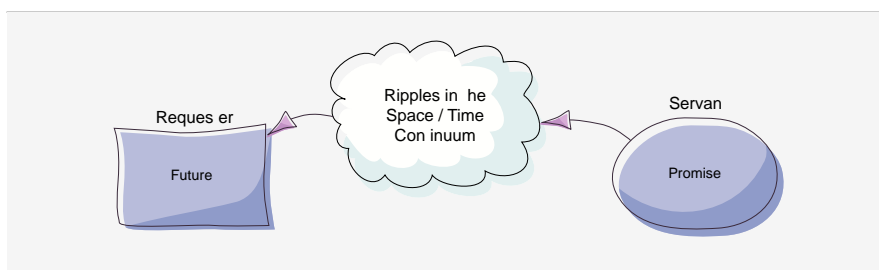 Reques er
Future
Ripples in  he
Space / Time
Con inuum
Servan
Promise